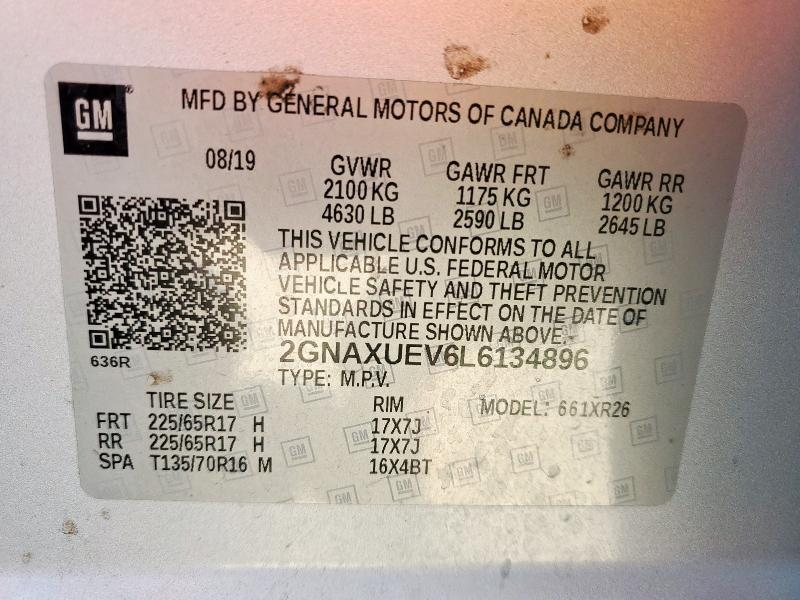 GM
MFD BY GENERAL MOTORS OF CANADA COMPANY
08/19
GVWR
2100 KG
4630 LB
GAWR FRT
1175 KG
2590 LB
GAWR RR
1200 KG
2645 LB
THIS VEHICLE CONFORMS TO ALL
APPLICABLE U.S. FEDERAL MOTOR
VEHICLE SAFETY AND THEFT PREVENTION
STANDARDS IN EFFECT ON THE DATE OF
MANUFACTURE SHOWN ABOVE.
636R
2GNAXUEV6L6134896
TYPE: M.P.V.
TIRE SIZE RIM MODEL: 661XR26
FRT 225/65R17 H 17X7J
RR 225/65R17 H 17X7J
SPA T135/70R16 M 16X4BT